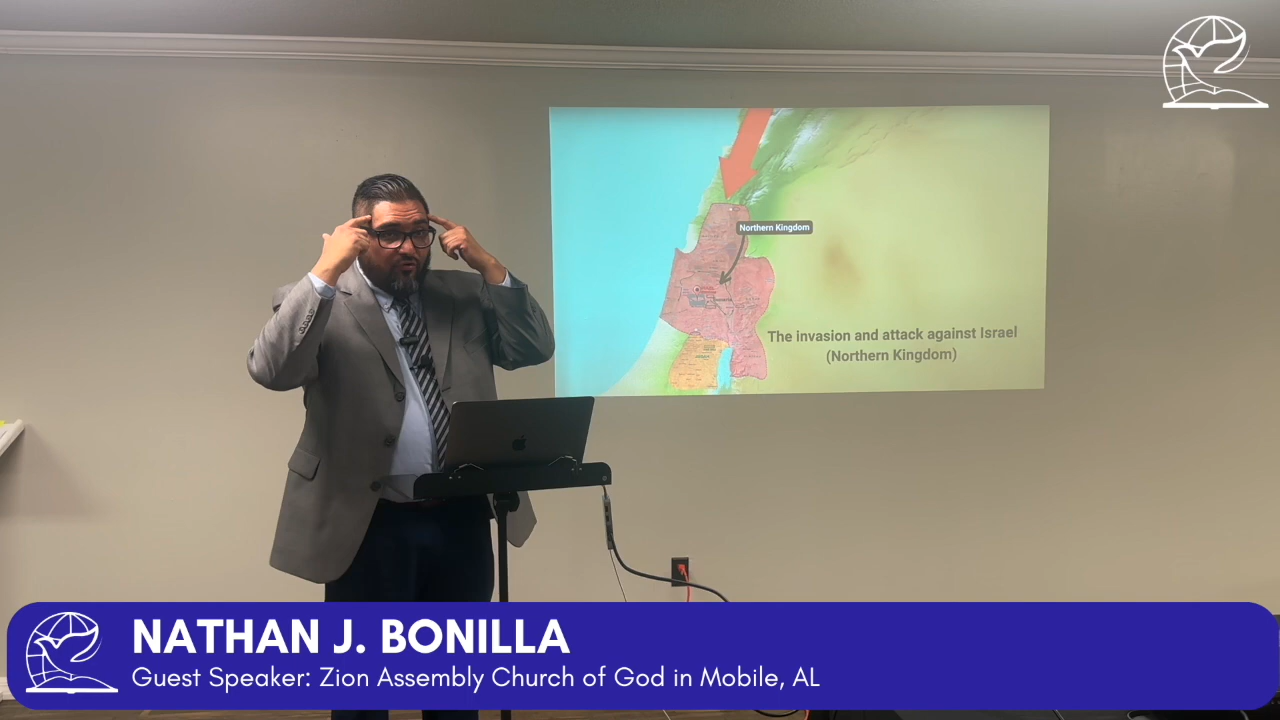 Northern Kingdom
The invasion and attack against Israel
(Northern Kingdom)
NATHAN J. BONILLA
Guest Speaker: Zion Assembly Church of God in Mobile, AL